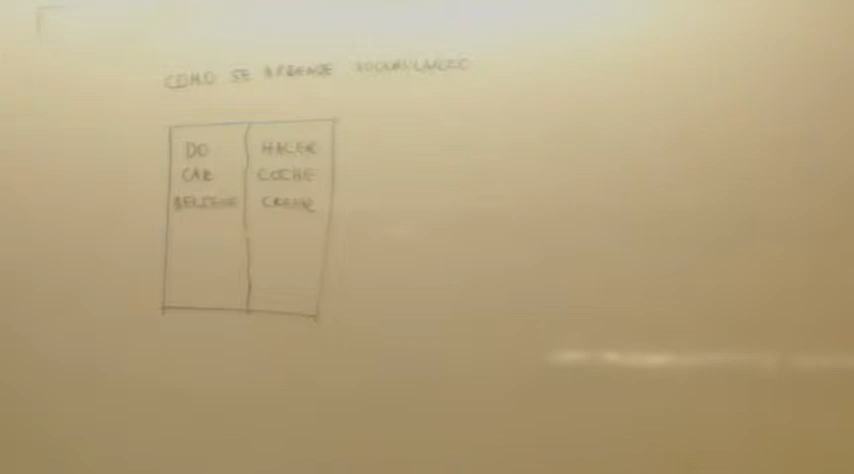 COMO SE APRENDE VOCABULARIO
DO HACER
CAR COCHE
BELIEVE CREER